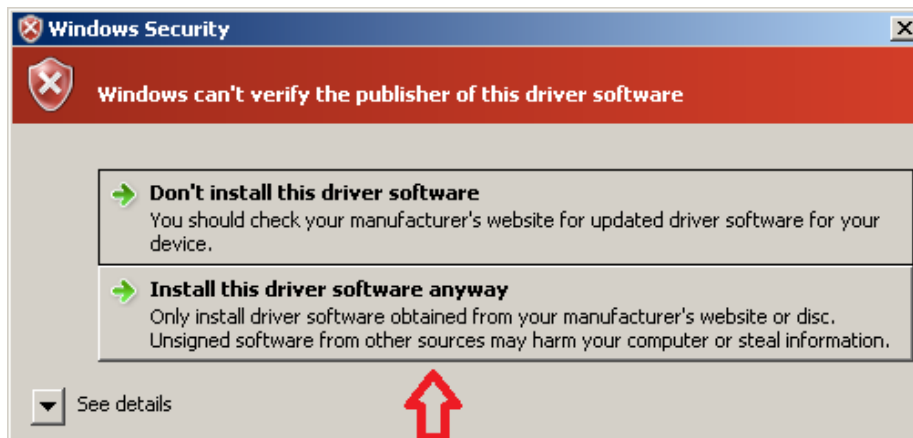 Windows Security
Windows can't verify the publisher of this driver software
Don't install this driver software
You should check your manufacturer's website for updated driver software for your
device.
Install this driver software anyway
Only install driver software obtained from your manufacturer's website or disc.
Unsigned software from other sources may harm your computer or steal information.
See details